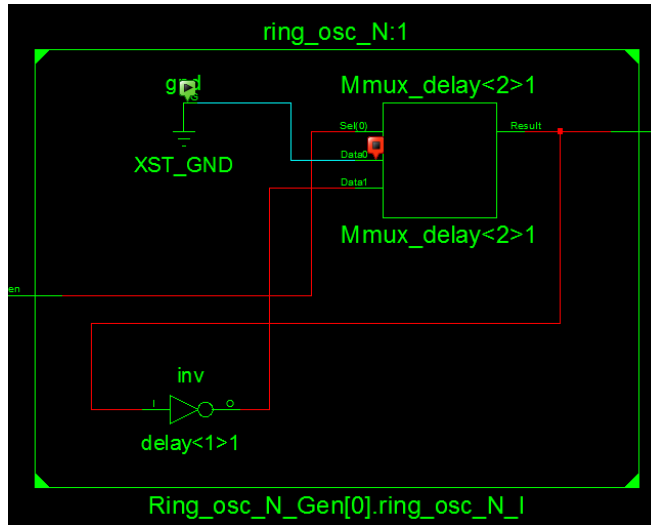 ring_osc_N:1
gnd
XST_GND
Mmux_delay<2>1
Sel(0)
Data0
Data1
Result
Mmux_delay<2>1
en
inv
I
O
delay<1>1
Ring_osc_N_Gen[0].ring_osc_N_I